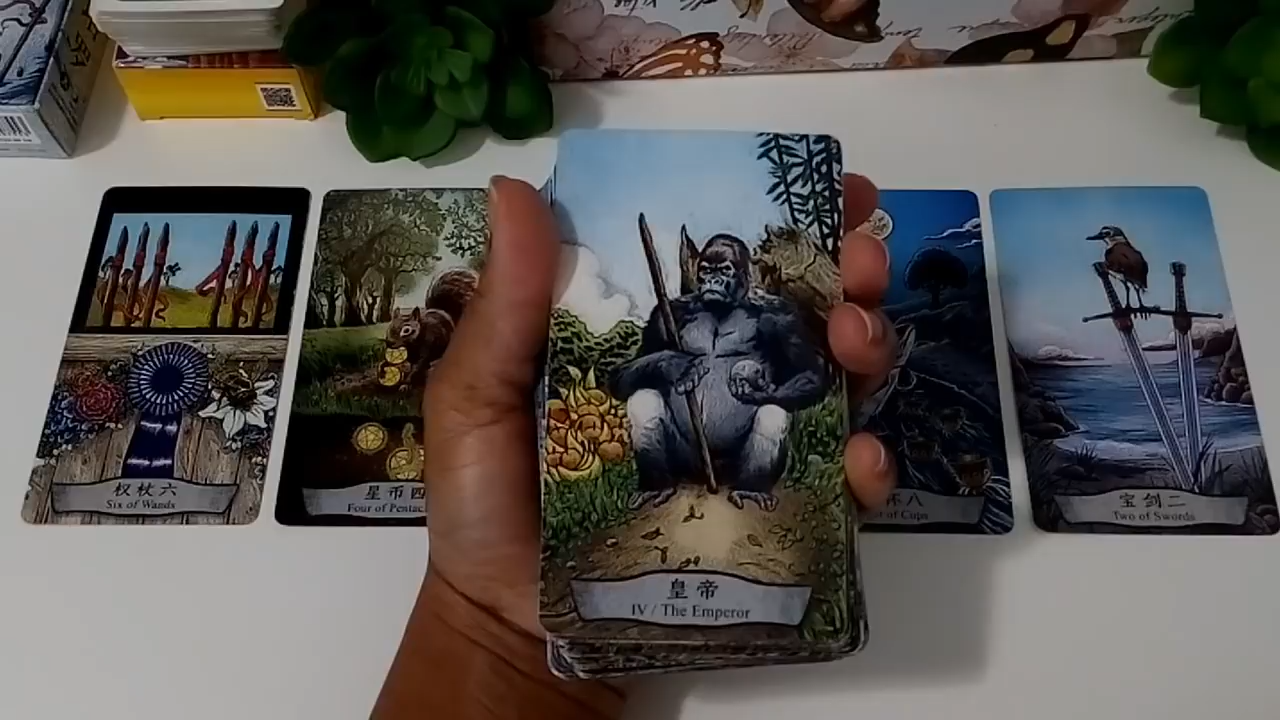 权杖六
Six of Wands
星币四
Four of Pentac
八
of Cups
宝剑二
Two of Swords
皇帝
IV / The Emperor